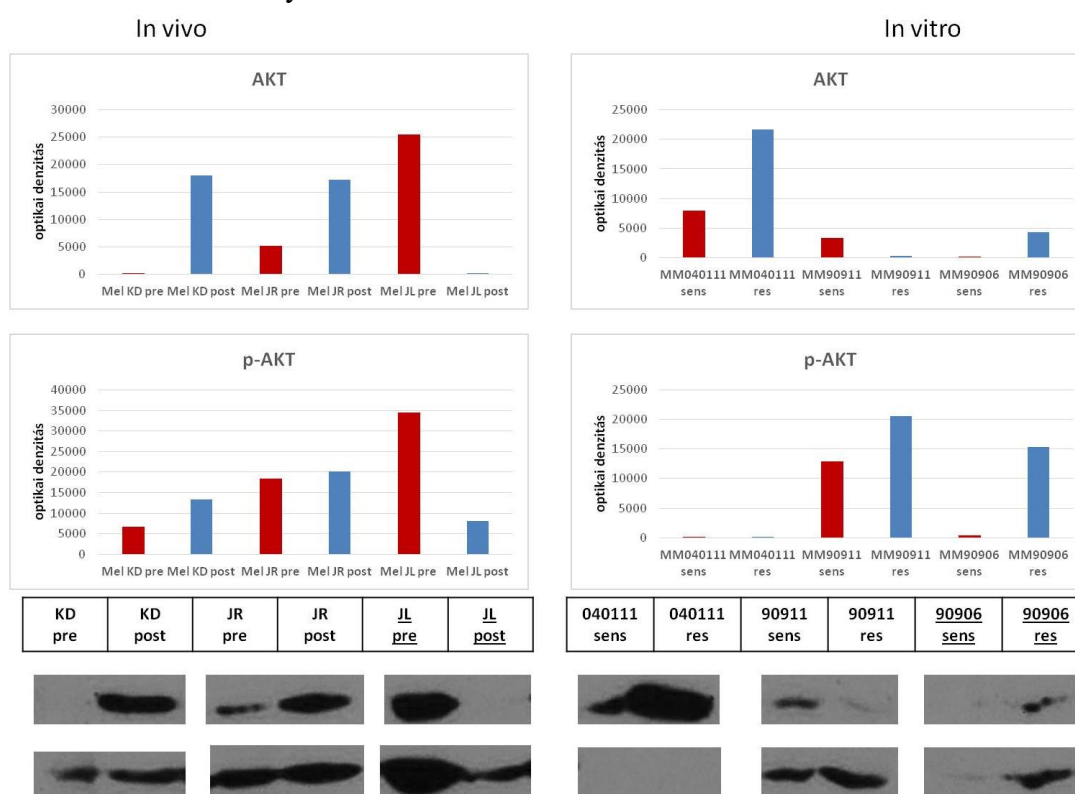 In vivo
In vitro
AKT
optikai denzitás
30000
25000
20000
15000
10000
5000
0
Mel KD pre Mel KD post Mel JR pre Mel JR post Mel JL pre Mel JL post
AKT
optikai denzitás
25000
20000
15000
10000
5000
0
MM040111 MM040111 MM90911 MM90911 MM90906 MM90906
sens res sens res sens res
p-AKT
optikai denzitás
40000
35000
30000
25000
20000
15000
10000
5000
0
Mel KD pre Mel KD post Mel JR pre Mel JR post Mel JL pre Mel JL post
p-AKT
optikai denzitás
25000
20000
15000
10000
5000
0
MM040111 MM040111 MM90911 MM90911 MM90906 MM90906
sens res sens res sens res
KD KD JR JR JL JL
pre post pre post pre post
040111 040111 90911 90911 90906 90906
sens res sens res sens res